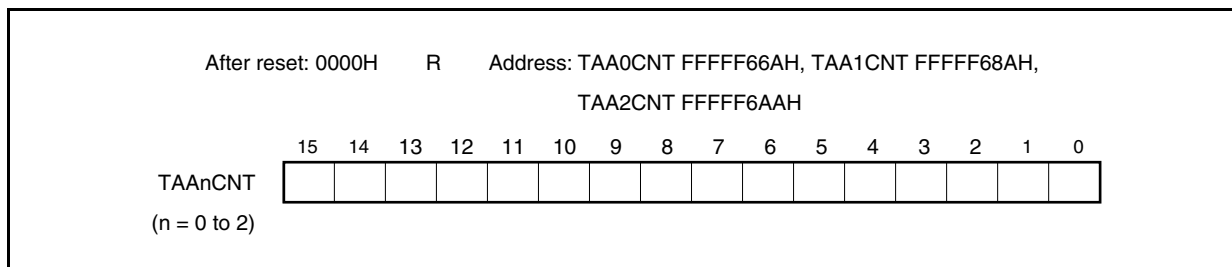 After reset: 0000H R Address: TAA0CNT FFFFF66AH, TAA1CNT FFFFF68AH,
TAA2CNT FFFFF6AAH
15 14 13 12 11 10 9 8 7 6 5 4 3 2 1 0
TAAnCNT
(n = 0 to 2)